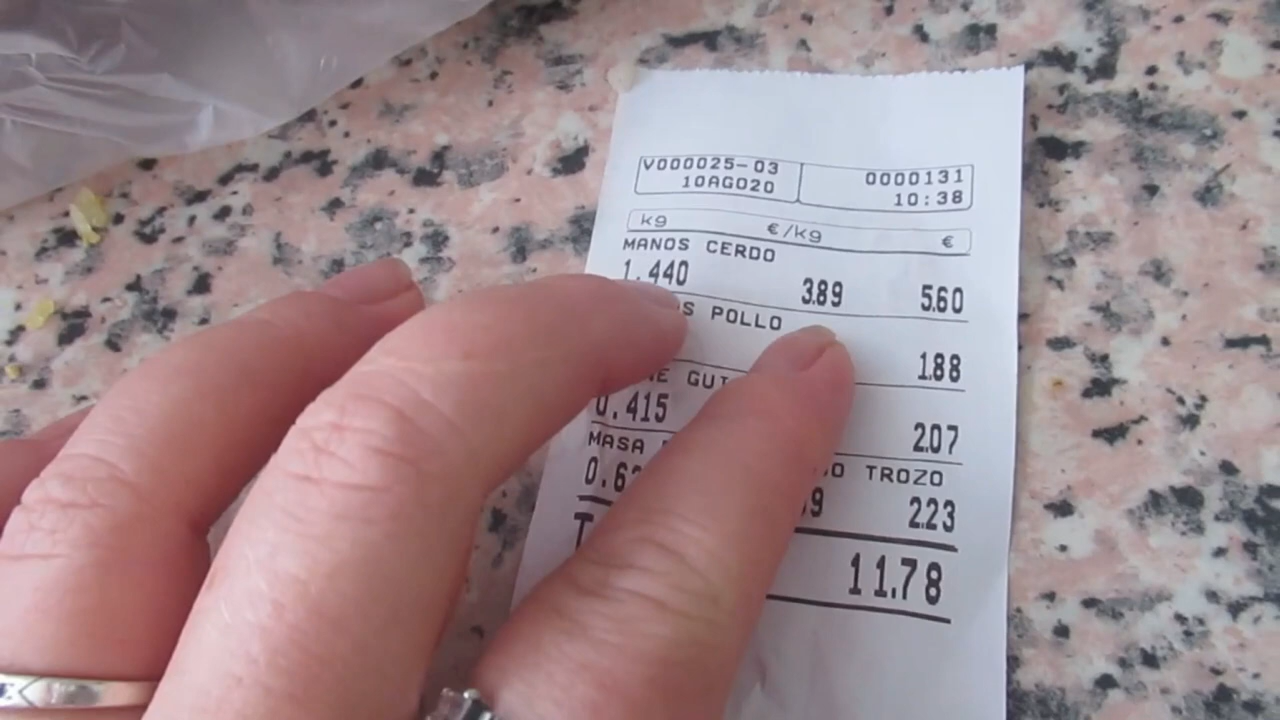 V000025-03 0000131
10AGO20 10:38
kg €/kg €
MANOS CERDO
1.440 3.89 5.60
POLLO
1.88
0.415 2.07
MASA TROZO
2.23
11.78